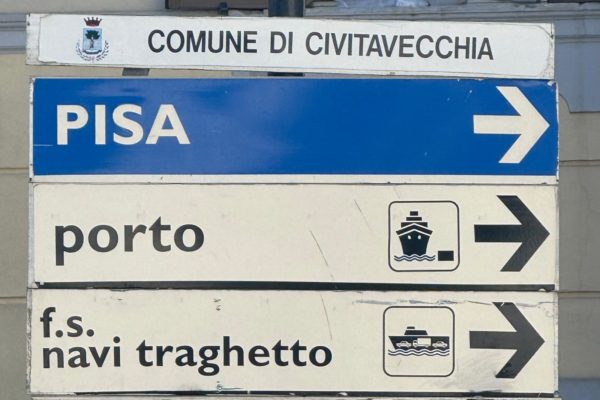 COMUNE DI CIVITAVECCHIA
PISA
porto
f.s.
navi traghetto